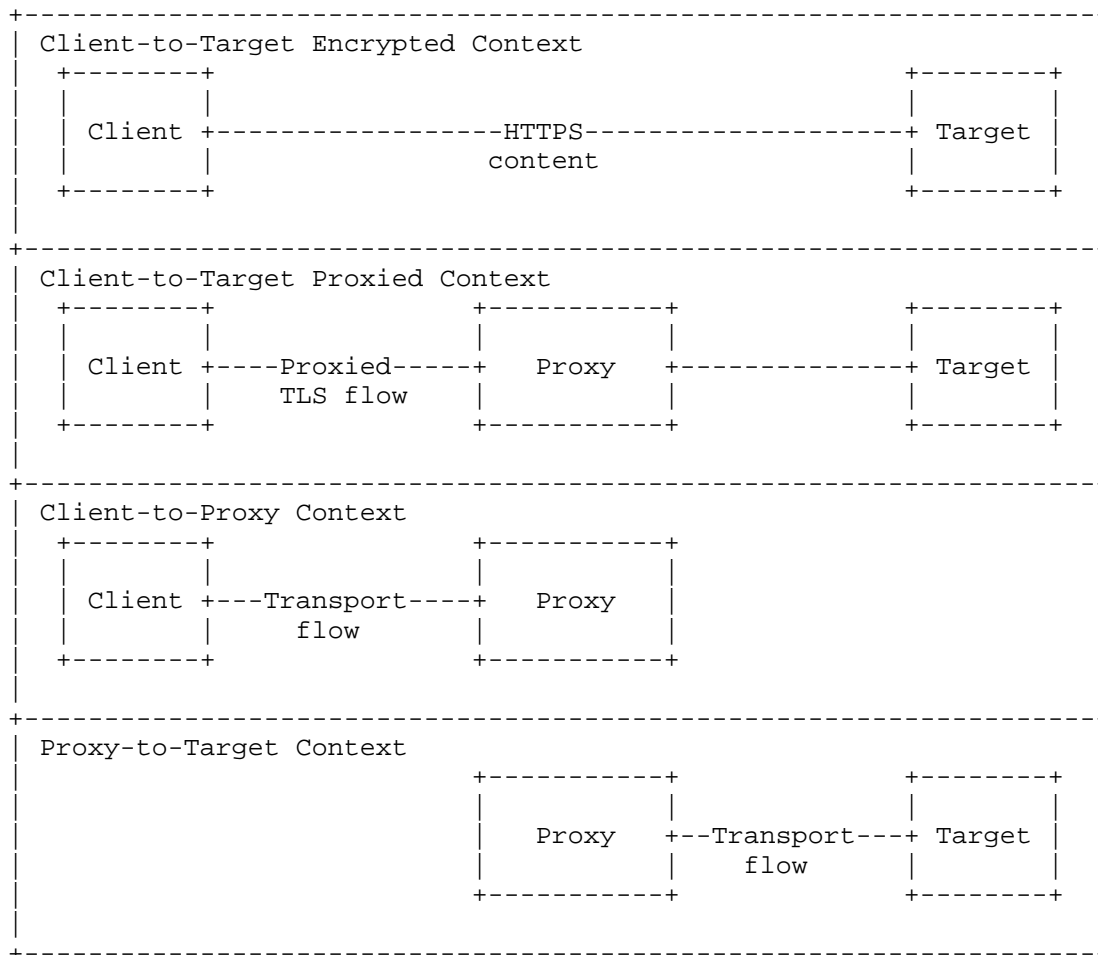 Client-to-Target Encrypted Context
Client HTTPS Target
content
Client-to-Target Proxied Context
Client Proxied Proxy Target
TLS flow
Client-to-Proxy Context
Client Transport Proxy
flow
Proxy-to-Target Context
Proxy Transport Target
flow